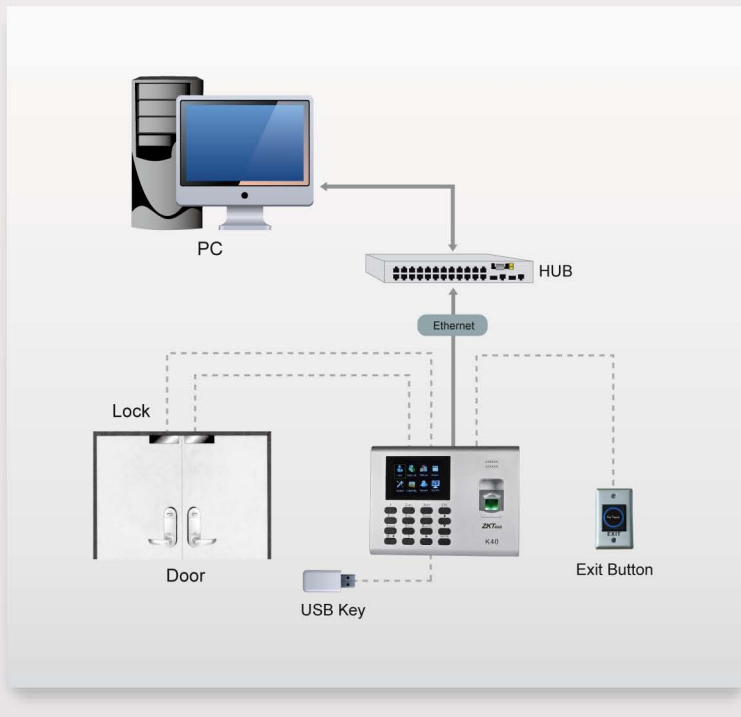 PC
HUB
Ethernet
Lock
ZKTeco
K40
EXIT
Door
USB Key
Exit Button